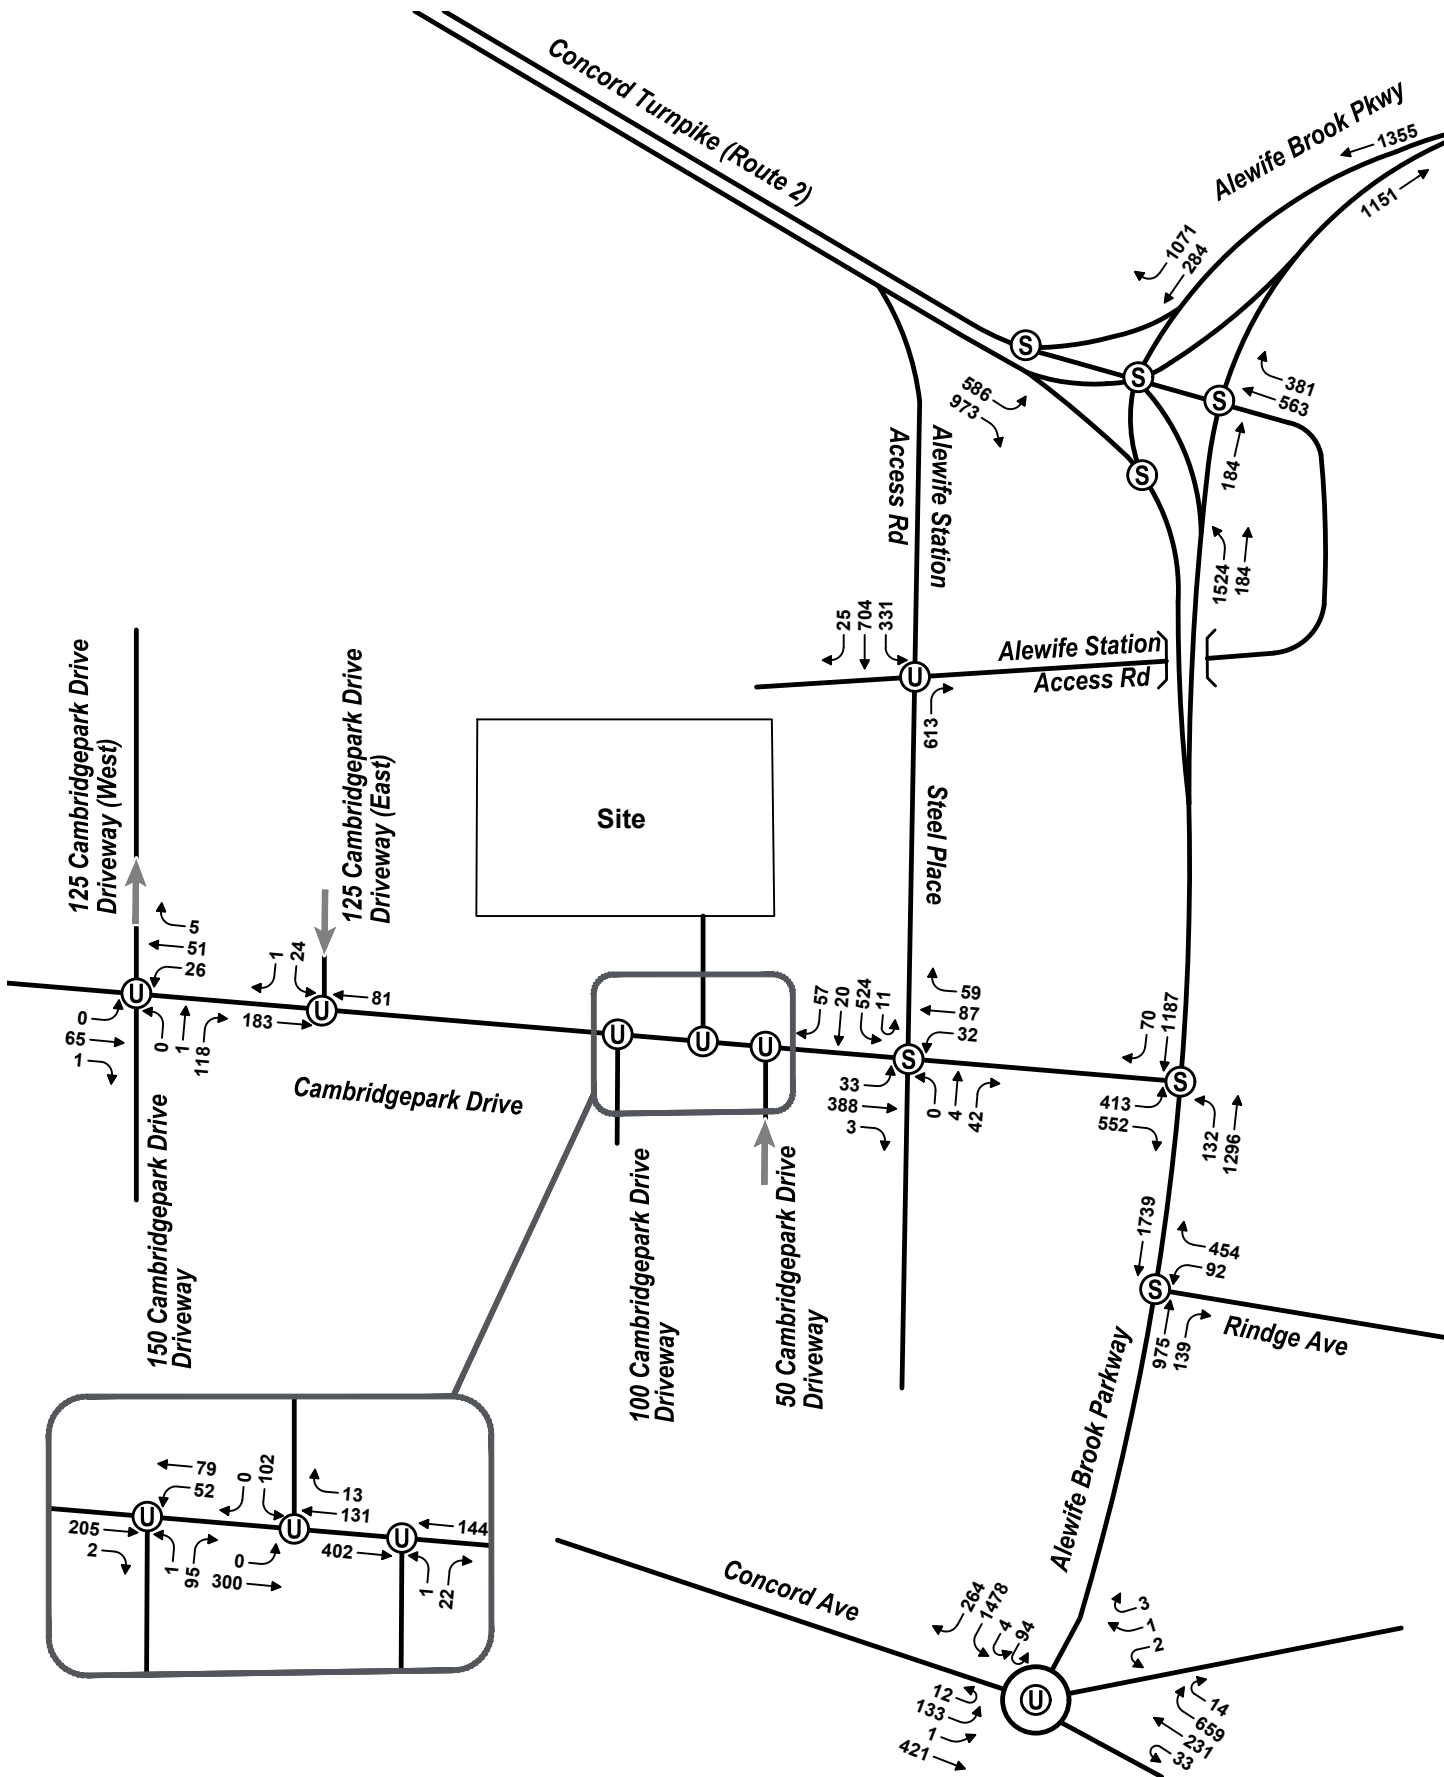 Concord Turnpike (Route 2)
Alewife Brook Pkwy
1355
1151
1071
284
S
S
S
S
381
563
586
973
184
Alewife Station
Access Rd
1524
184
25
704
331
U
Alewife Station
Access Rd
613
125 Cambridgepark Drive
Driveway (West)
125 Cambridgepark Drive
Driveway (East)
Site
Steel Place
5
51
26
U
0
65
1
0
1
118
1
24
81
U
183
Cambridgepark Drive
150 Cambridgepark Drive
Driveway
U
U
U
57
20
524
11
59
87
32
S
33
388
3
0
4
42
70
1187
S
413
552
132
1296
100 Cambridgepark Drive
Driveway
50 Cambridgepark Drive
Driveway
1739
454
92
S
975
139
Rindge Ave
Alewife Brook Parkway
79
52
U
205
2
1
95
0
102
13
131
U
0
300
144
U
402
1
22
Concord Ave
264
1478
4
94
3
1
2
U
12
133
1
421
14
659
231
33